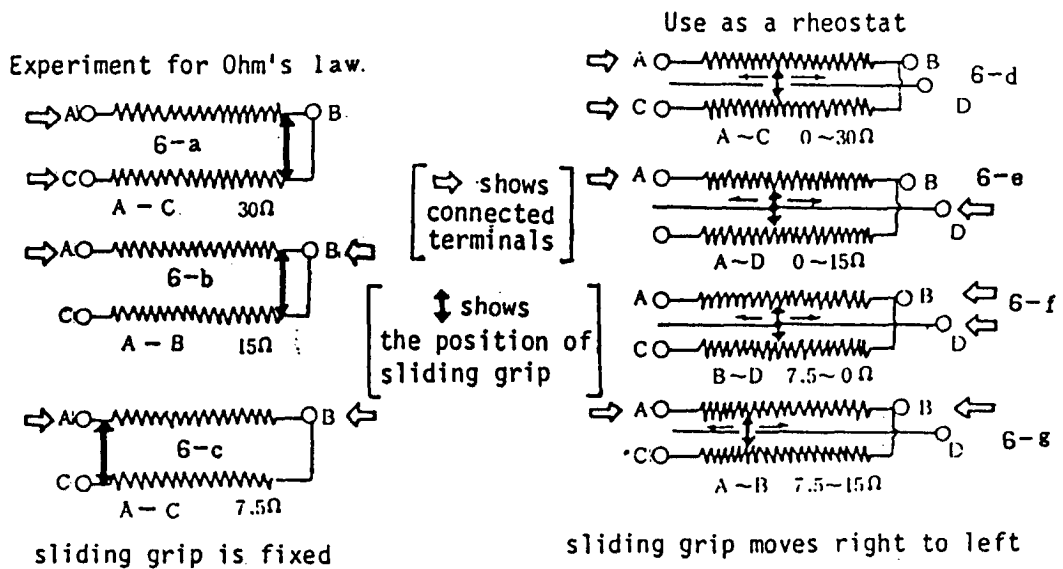 Experiment for Ohm's law.
A B
6-a
C
A - C 30Ω
A B
6-b
C
A - B 15Ω
A B
6-c
C
A - C 7.5Ω
sliding grip is fixed
⇨ shows
connected
terminals
↕ shows
the position of
sliding grip
Use as a rheostat
A B
6-d
C D
A ~ C 0 ~ 30Ω
A B
6-e
D
A ~ D 0 ~ 15Ω
A B
6-f
D
C
B ~ D 7.5 ~ 0Ω
A B
6-g
C D
A ~ B 7.5 ~ 15Ω
sliding grip moves right to left